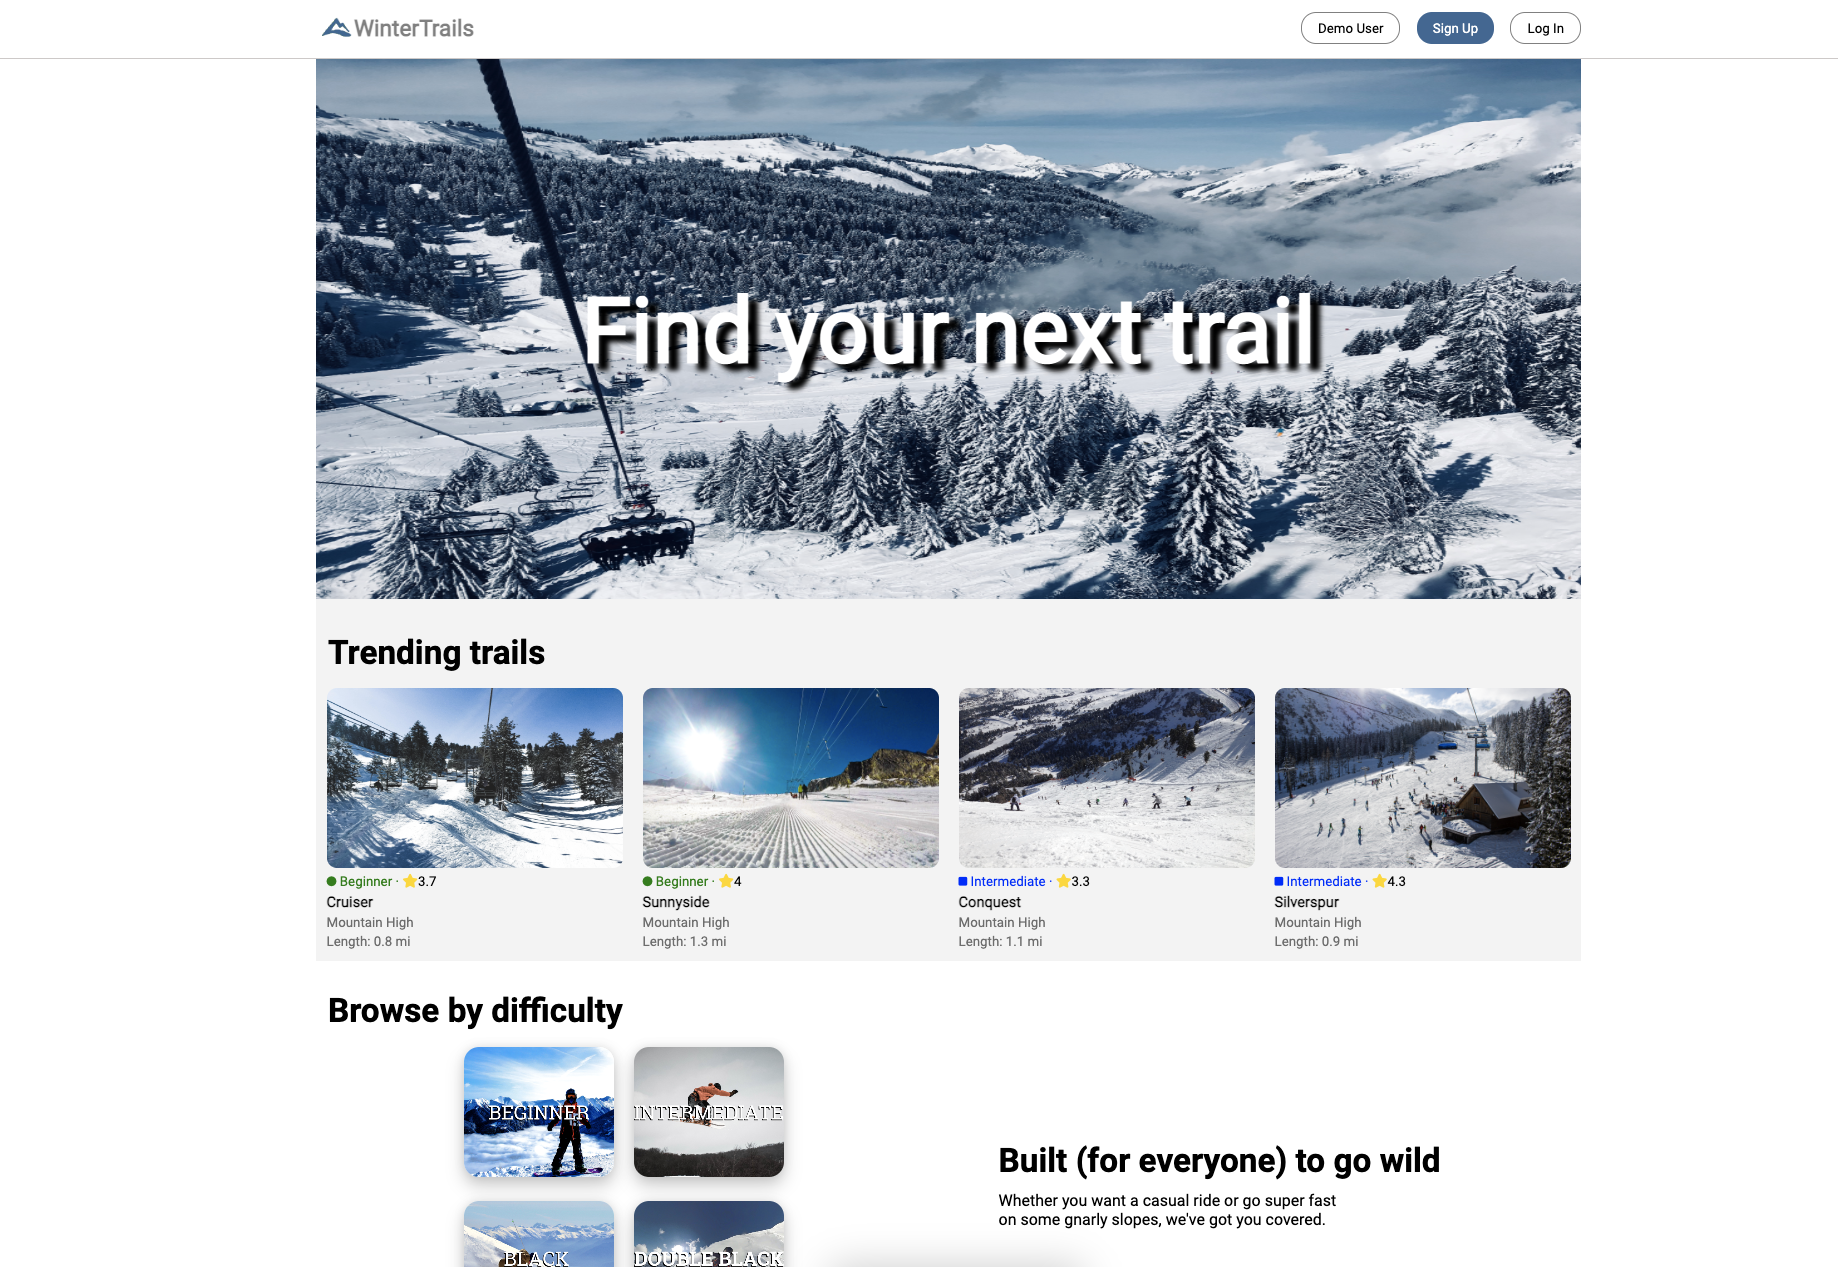 WinterTrails
Demo User
Sign Up
Log In
Find your next trail
Trending trails
Beginner · 3.7
Cruiser
Mountain High
Length: 0.8 mi
Beginner · 4
Sunnyside
Mountain High
Length: 1.3 mi
Intermediate · 3.3
Conquest
Mountain High
Length: 1.1 mi
Intermediate · 4.3
Silverspur
Mountain High
Length: 0.9 mi
Browse by difficulty
BEGINNER
INTERMEDIATE
BLACK
DOUBLE BLACK
Built (for everyone) to go wild
Whether you want a casual ride or go super fast
on some gnarly slopes, we've got you covered.